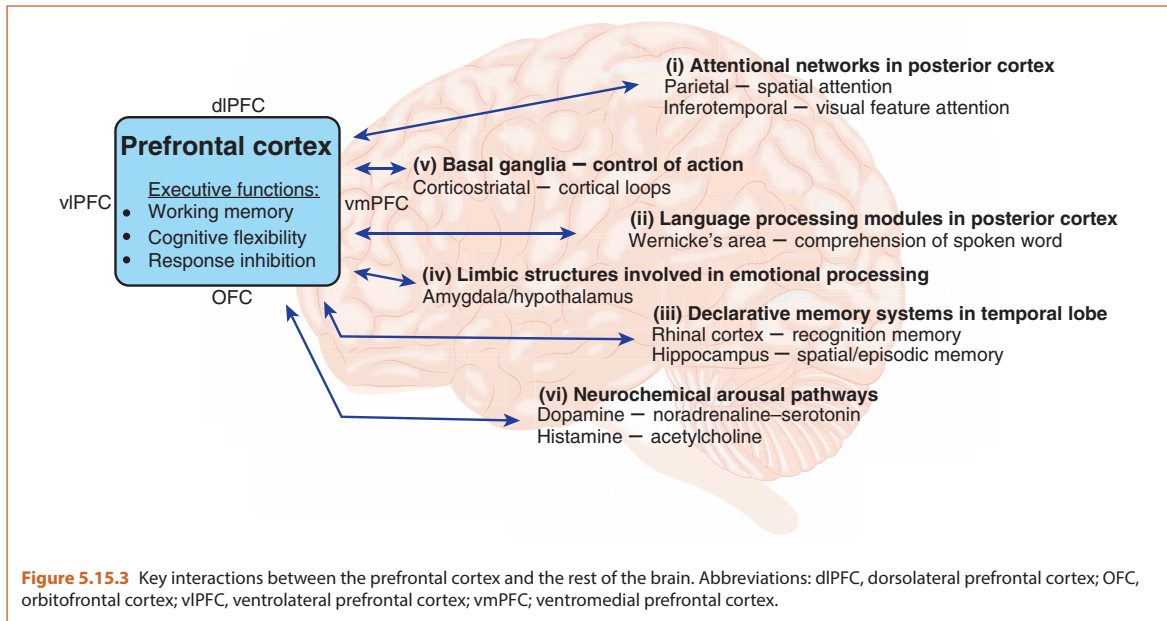 dlPFC
Prefrontal cortex
Executive functions:
• Working memory
• Cognitive flexibility
• Response inhibition
vlPFC
vmPFC
OFC
(i) Attentional networks in posterior cortex
Parietal – spatial attention
Inferotemporal – visual feature attention
(v) Basal ganglia – control of action
Corticostriatal – cortical loops
(ii) Language processing modules in posterior cortex
Wernicke's area – comprehension of spoken word
(iv) Limbic structures involved in emotional processing
Amygdala/hypothalamus
(iii) Declarative memory systems in temporal lobe
Rhinal cortex – recognition memory
Hippocampus – spatial/episodic memory
(vi) Neurochemical arousal pathways
Dopamine – noradrenaline–serotonin
Histamine – acetylcholine
Figure 5.15.3 Key interactions between the prefrontal cortex and the rest of the brain. Abbreviations: dlPFC, dorsolateral prefrontal cortex; OFC,
orbitofrontal cortex; vlPFC, ventrolateral prefrontal cortex; vmPFC; ventromedial prefrontal cortex.